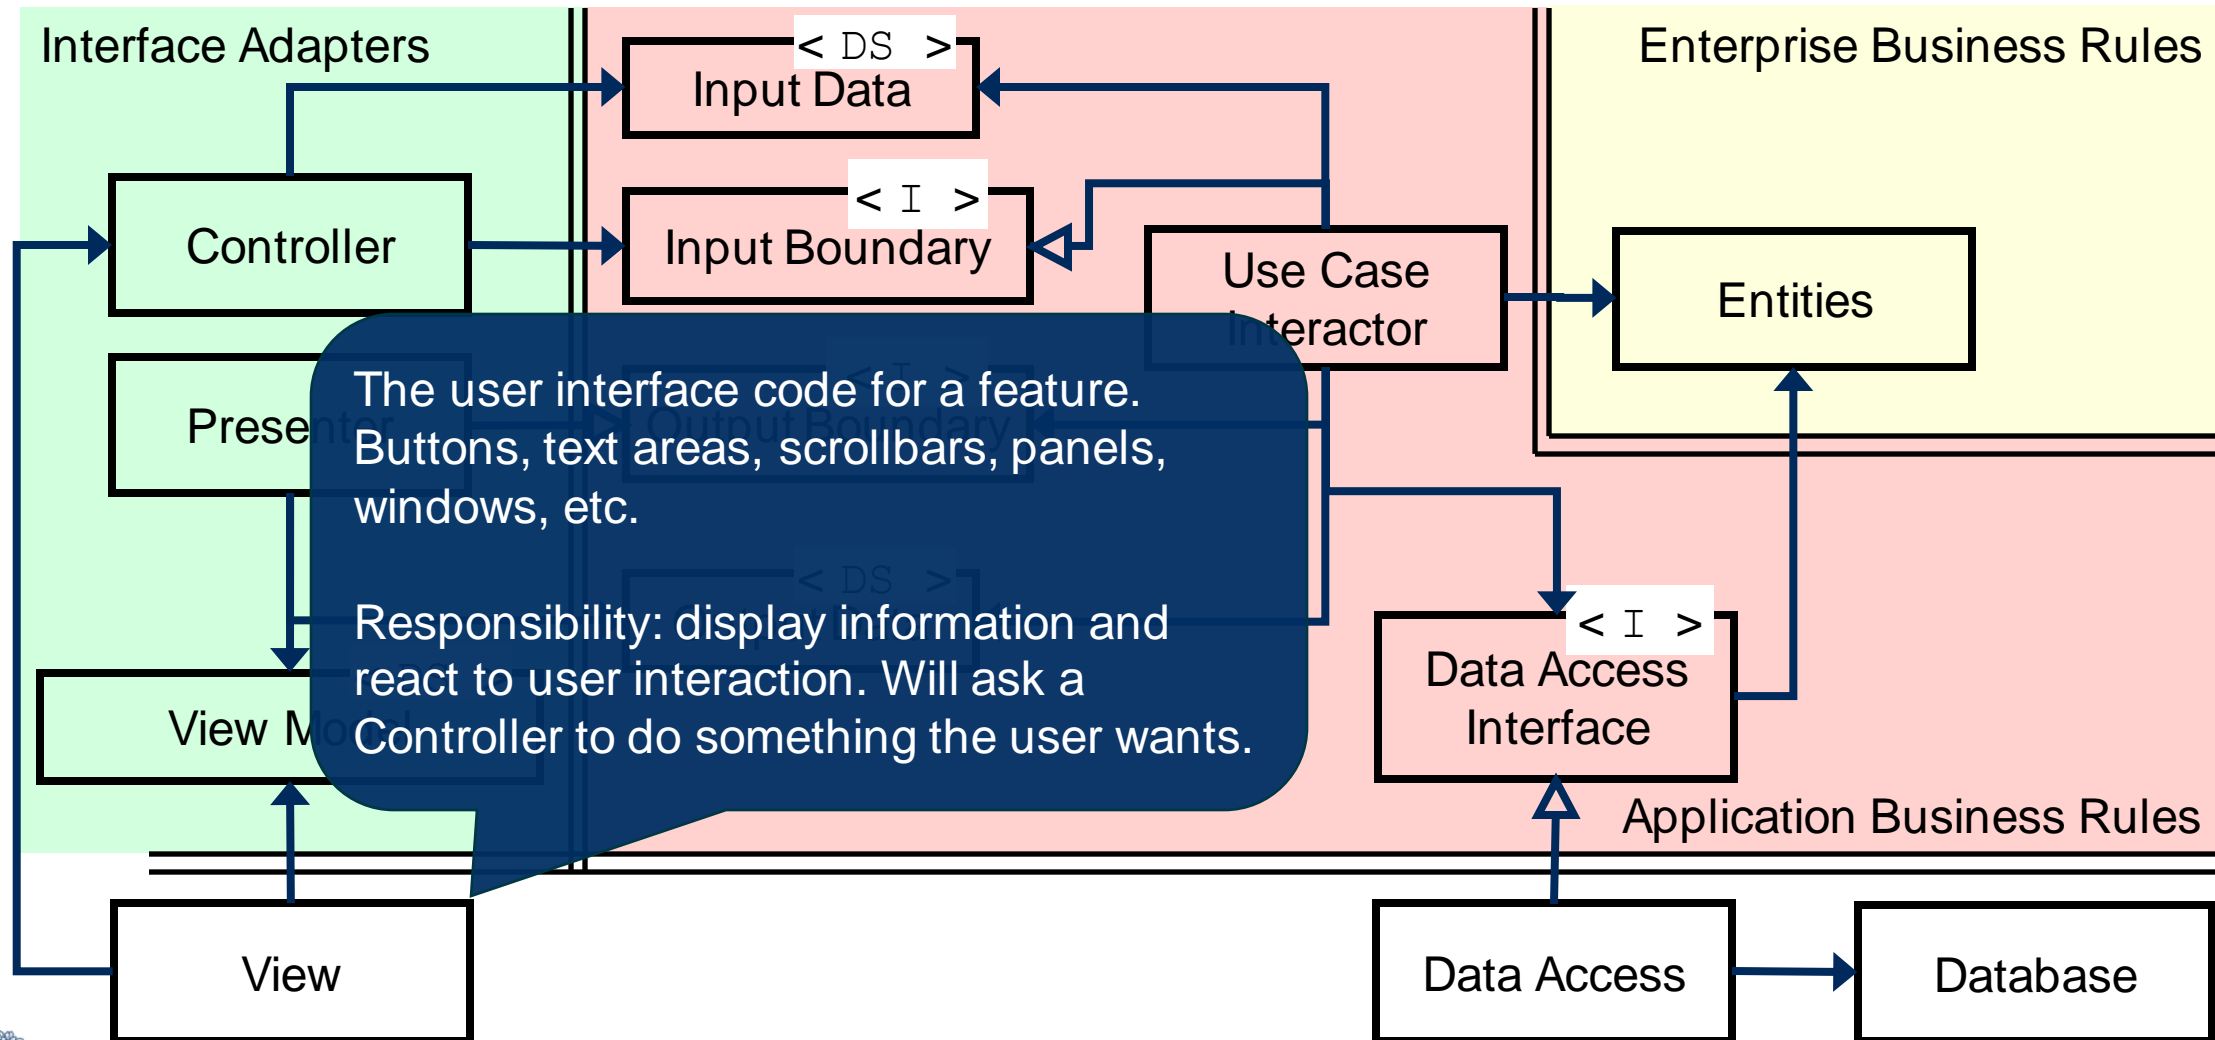 Interface Adapters
< DS >
Input Data
Enterprise Business Rules
Controller
< I >
Input Boundary
Use Case
Interactor
Entities
Presenter
< I >
Output Boundary
The user interface code for a feature.
Buttons, text areas, scrollbars, panels,
windows, etc.
Responsibility: display information and
react to user interaction. Will ask a
Controller to do something the user wants.
< DS >
View Model
< I >
Data Access
Interface
Application Business Rules
View
Data Access
Database